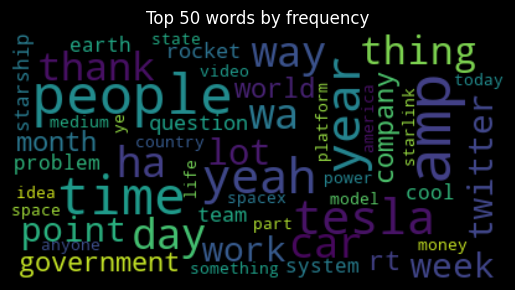 Top 50 words by frequency
starship
earth
state
rocket
way
thing
thank
video
world
today
people
year
amp
twitter
medium
ye
question
wa
platform
america
company
starlink
month
country
problem
ha
lot
life
yeah
power
cool
idea
time
spacex
model
space
team
part
tesla
point
day
anyone
work
car
money
government
something
system
rt
week